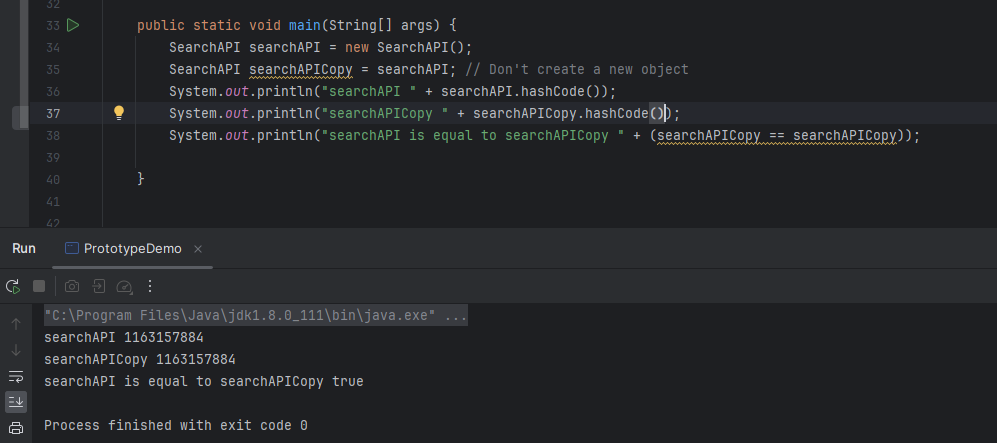 32
33 public static void main(String[] args) {
34 SearchAPI searchAPI = new SearchAPI();
35 SearchAPI searchAPICopy = searchAPI; // Don't create a new object
36 System.out.println("searchAPI " + searchAPI.hashCode());
37 System.out.println("searchAPICopy " + searchAPICopy.hashCode());
38 System.out.println("searchAPI is equal to searchAPICopy " + (searchAPICopy == searchAPICopy));
39
40 }
41
42
Run PrototypeDemo ×
"C:\Program Files\Java\jdk1.8.0_111\bin\java.exe" ...
searchAPI 1163157884
searchAPICopy 1163157884
searchAPI is equal to searchAPICopy true
Process finished with exit code 0